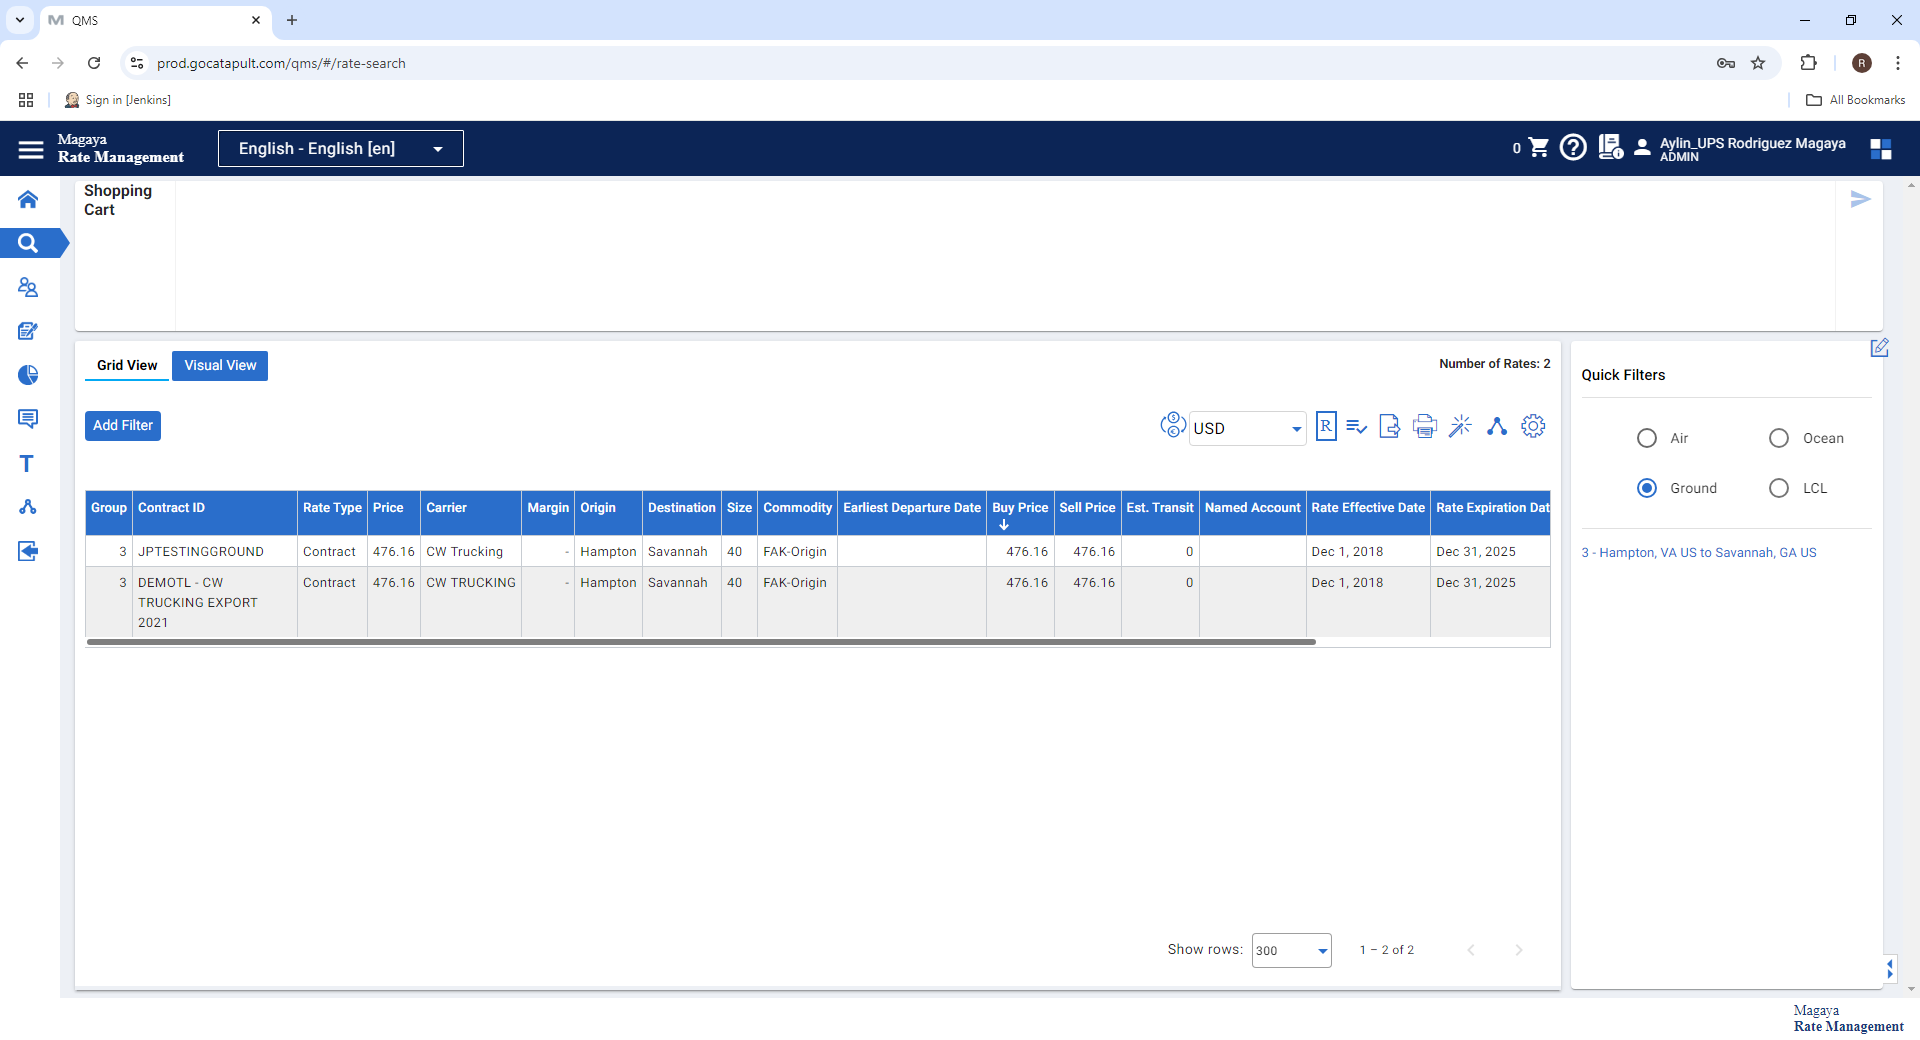 QMS
prod.gocatapult.com/qms/#/rate-search
R
Sign in [Jenkins]
All Bookmarks
Magaya
Rate Management
English - English [en]
0
Aylin_UPS Rodriguez Magaya
ADMIN
Shopping
Cart
Grid View
Visual View
Number of Rates: 2
Quick Filters
Add Filter
USD
R
Air
Ocean
Ground
LCL
Group Contract ID Rate Type Price Carrier Margin Origin Destination Size Commodity Earliest Departure Date Buy Price Sell Price Est. Transit Named Account Rate Effective Date Rate Expiration Dat
3 JPTESTINGGROUND Contract 476.16 CW Trucking - Hampton Savannah 40 FAK-Origin 476.16 476.16 0 Dec 1, 2018 Dec 31, 2025
3 DEMOTL - CW Contract 476.16 CW TRUCKING - Hampton Savannah 40 FAK-Origin 476.16 476.16 0 Dec 1, 2018 Dec 31, 2025
TRUCKING EXPORT
2021
3 - Hampton, VA US to Savannah, GA US
Show rows: 300 1 – 2 of 2
Magaya
Rate Management